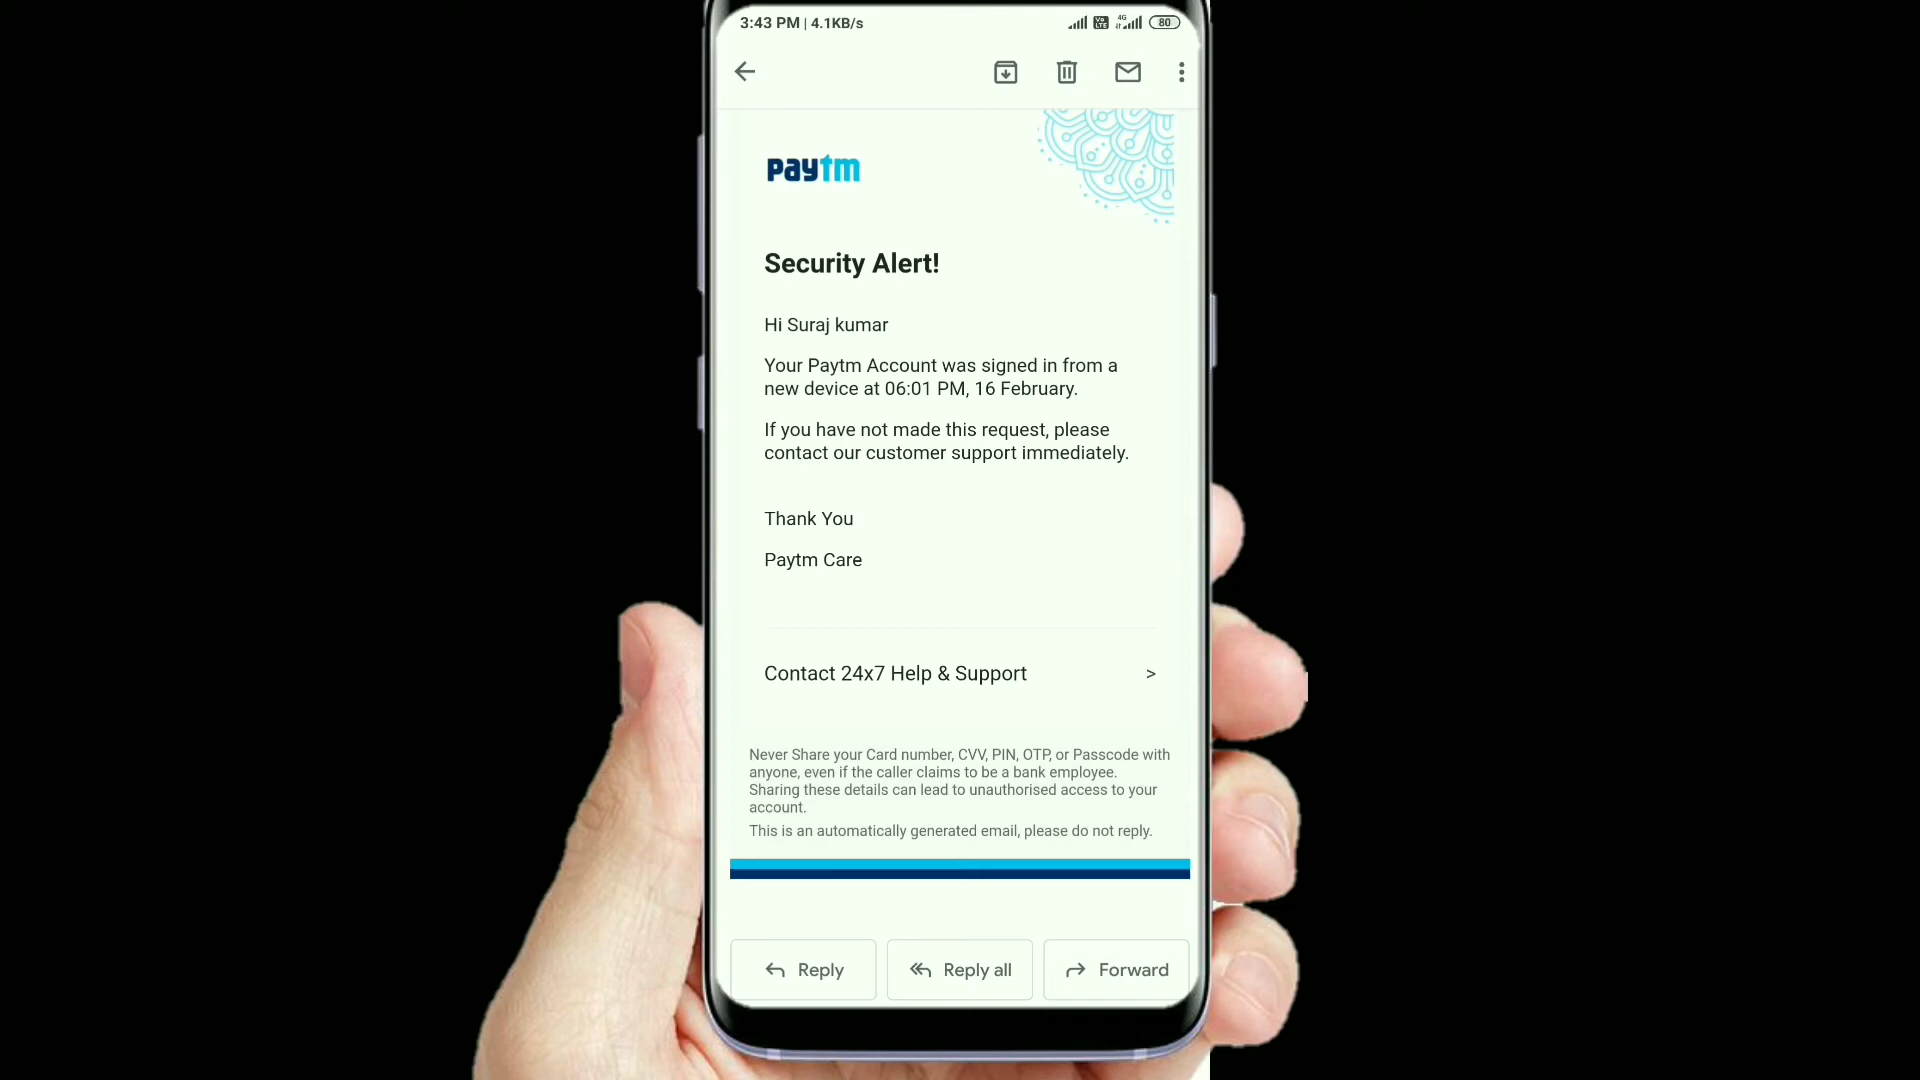 3:43 PM | 4.1KB/s
Vo LTE 4G 80
paytm
Security Alert!
Hi Suraj kumar
Your Paytm Account was signed in from a
new device at 06:01 PM, 16 February.
If you have not made this request, please
contact our customer support immediately.
Thank You
Paytm Care
Contact 24x7 Help & Support >
Never Share your Card number, CVV, PIN, OTP, or Passcode with
anyone, even if the caller claims to be a bank employee.
Sharing these details can lead to unauthorised access to your
account.
This is an automatically generated email, please do not reply.
Reply Reply all Forward